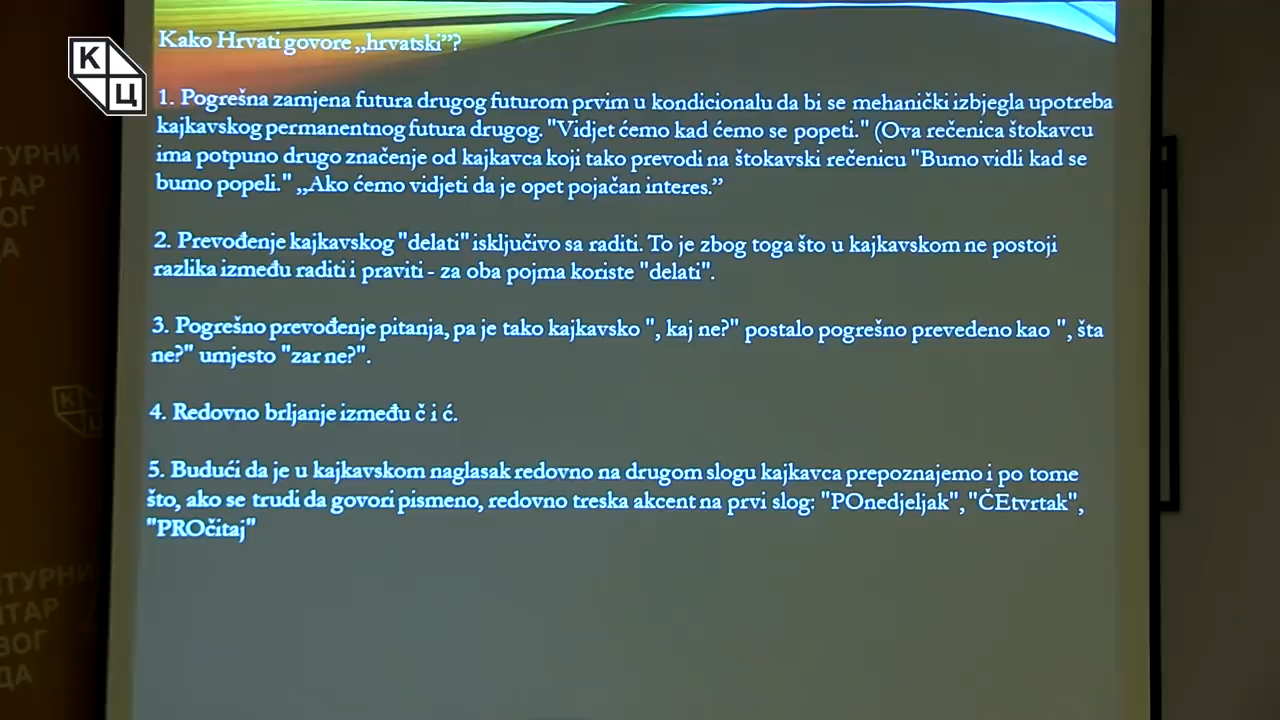 Kako Hrvati govore „hrvatski”?
К
Ц
1. Pogrešna zamjena futura drugog futurom prvim u kondicionalu da bi se mehanički izbjegla upotreba
kajkavskog permanentnog futura drugog. "Vidjet ćemo kad ćemo se popeti." (Ova rečenica štokavcu
ima potpuno drugo značenje od kajkavca koji tako prevodi na štokavski rečenicu "Bumo vidli kad se
bumo popeli." „Ako ćemo vidjeti da je opet pojačan interes.”
2. Prevođenje kajkavskog "delati" isključivo sa raditi. To je zbog toga što u kajkavskom ne postoji
razlika između raditi i praviti - za oba pojma koriste "delati".
3. Pogrešno prevođenje pitanja, pa je tako kajkavsko ", kaj ne?" postalo pogrešno prevedeno kao ", šta
ne?" umjesto "zar ne?".
4. Redovno brljanje između č i ć.
5. Budući da je u kajkavskom naglasak redovno na drugom slogu kajkavca prepoznajemo i po tome
što, ako se trudi da govori pismeno, redovno treska akcent na prvi slog: "POnedjeljak", "ČEtvrtak",
"PROčitaj"